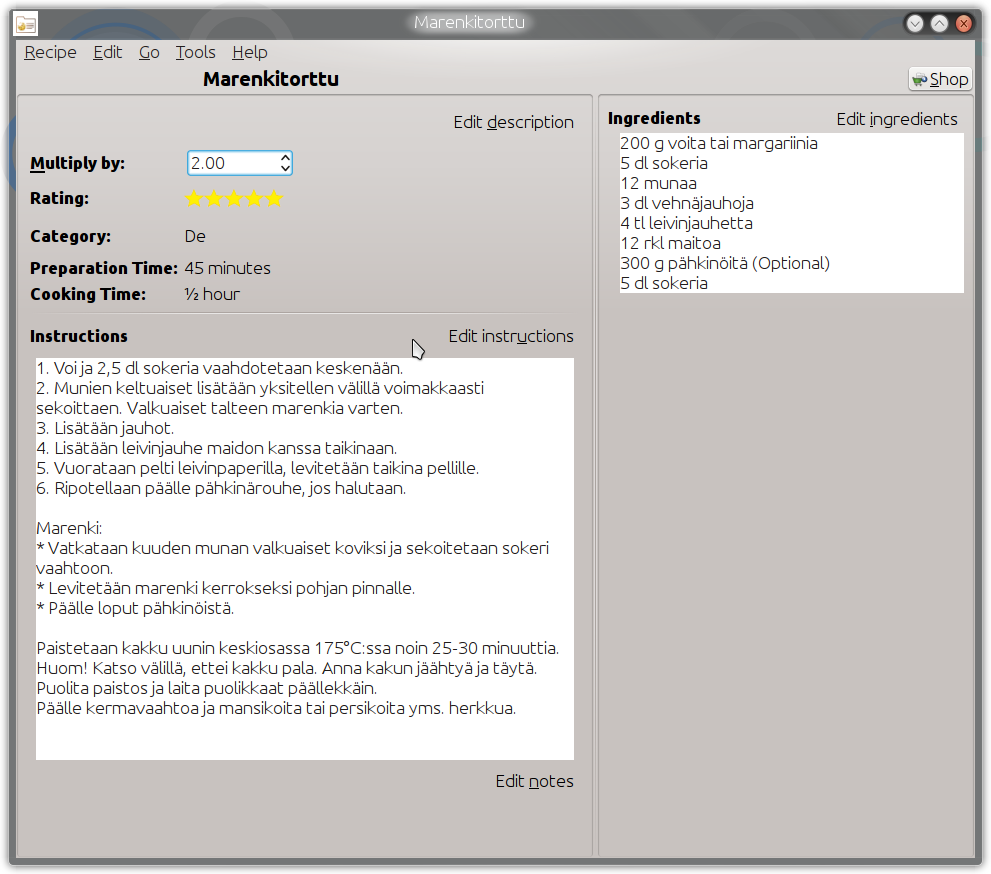 Marenkitorttu
Recipe Edit Go Tools Help
Marenkitorttu
Shop
Edit description
Multiply by: 2.00
Rating:
Category: De
Preparation Time: 45 minutes
Cooking Time: ½ hour
Instructions Edit instructions
1. Voi ja 2,5 dl sokeria vaahdotetaan keskenään.
2. Munien keltuaiset lisätään yksitellen välillä voimakkaasti
sekoittaen. Valkuaiset talteen marenkia varten.
3. Lisätään jauhot.
4. Lisätään leivinjauhe maidon kanssa taikinaan.
5. Vuorataan pelti leivinpaperilla, levitetään taikina pellille.
6. Ripotellaan päälle pähkinärouhe, jos halutaan.
Marenki:
* Vatkataan kuuden munan valkuaiset koviksi ja sekoitetaan sokeri
vaahtoon.
* Levitetään marenki kerrokseksi pohjan pinnalle.
* Päälle loput pähkinöistä.
Paistetaan kakku uunin keskiosassa 175°C:ssa noin 25-30 minuuttia.
Huom! Katso välillä, ettei kakku pala. Anna kakun jäähtyä ja täytä.
Puolita paistos ja laita puolikkaat päällekkäin.
Päälle kermavaahtoa ja mansikoita tai persikoita yms. herkkua.
Edit notes
Ingredients Edit ingredients
200 g voita tai margariinia
5 dl sokeria
12 munaa
3 dl vehnäjauhoja
4 tl leivinjauhetta
12 rkl maitoa
300 g pähkinöitä (Optional)
5 dl sokeria